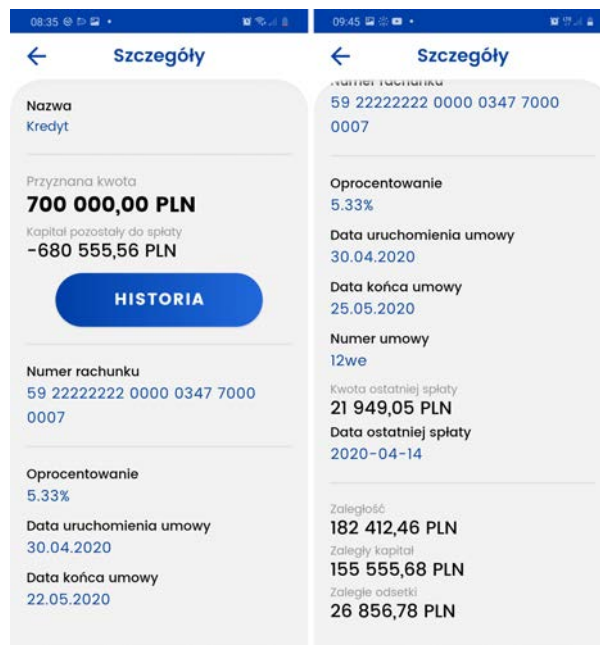 08:35
Szczegóły
Nazwa
Kredyt
Przyznana kwota
700 000,00 PLN
Kapitał pozostały do spłaty
-680 555,56 PLN
HISTORIA
Numer rachunku
59 22222222 0000 0347 7000
0007
Oprocentowanie
5.33%
Data uruchomienia umowy
30.04.2020
Data końca umowy
22.05.2020
09:45
Szczegóły
Numer rachunku
59 22222222 0000 0347 7000
0007
Oprocentowanie
5.33%
Data uruchomienia umowy
30.04.2020
Data końca umowy
25.05.2020
Numer umowy
12we
Kwota ostatniej spłaty
21 949,05 PLN
Data ostatniej spłaty
2020-04-14
Zaległość
182 412,46 PLN
Zaległy kapitał
155 555,68 PLN
Zaległe odsetki
26 856,78 PLN